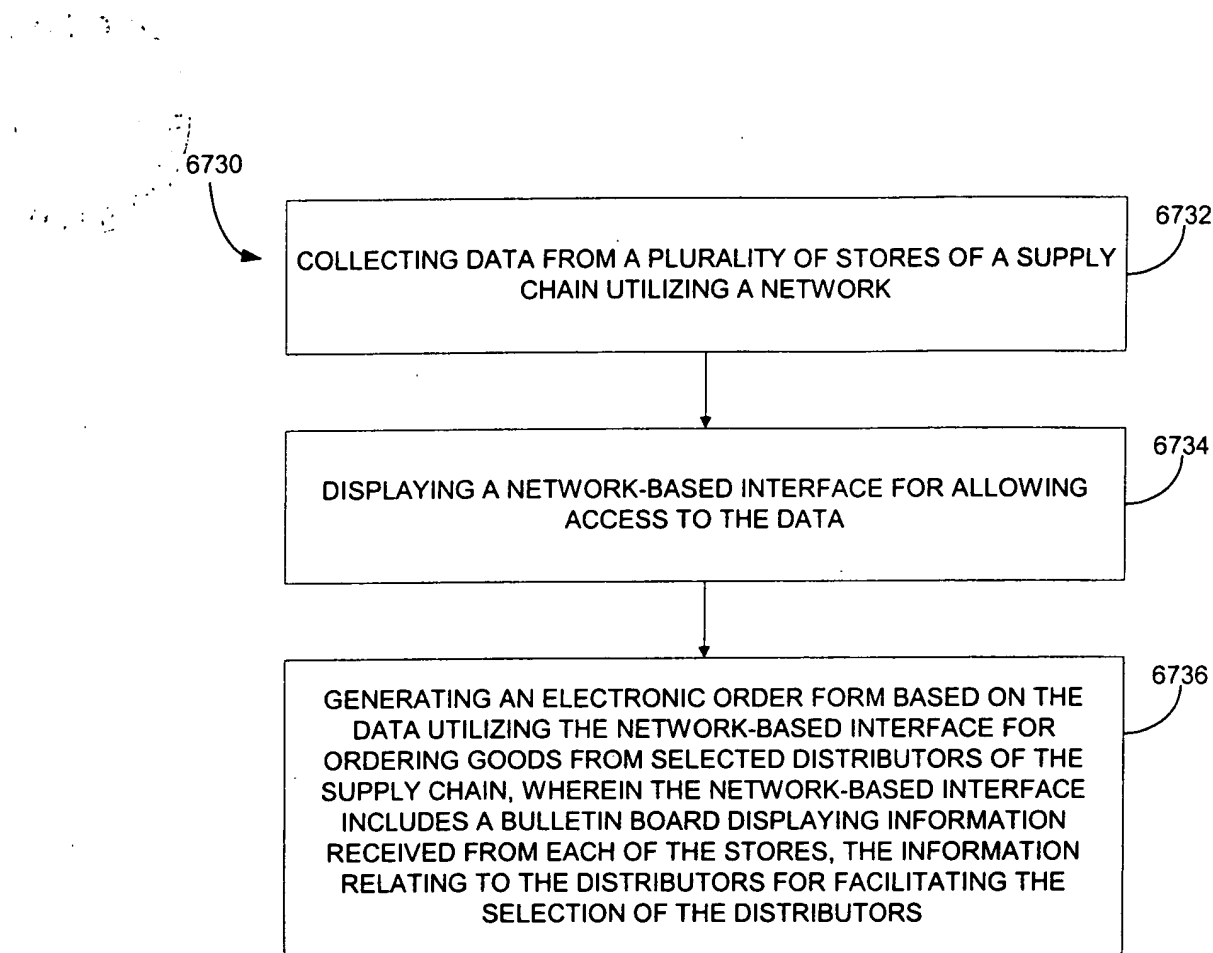 6730
6732
COLLECTING DATA FROM A PLURALITY OF STORES OF A SUPPLY
CHAIN UTILIZING A NETWORK
6734
DISPLAYING A NETWORK-BASED INTERFACE FOR ALLOWING
ACCESS TO THE DATA
6736
GENERATING AN ELECTRONIC ORDER FORM BASED ON THE
DATA UTILIZING THE NETWORK-BASED INTERFACE FOR
ORDERING GOODS FROM SELECTED DISTRIBUTORS OF THE
SUPPLY CHAIN, WHEREIN THE NETWORK-BASED INTERFACE
INCLUDES A BULLETIN BOARD DISPLAYING INFORMATION
RECEIVED FROM EACH OF THE STORES, THE INFORMATION
RELATING TO THE DISTRIBUTORS FOR FACILITATING THE
SELECTION OF THE DISTRIBUTORS